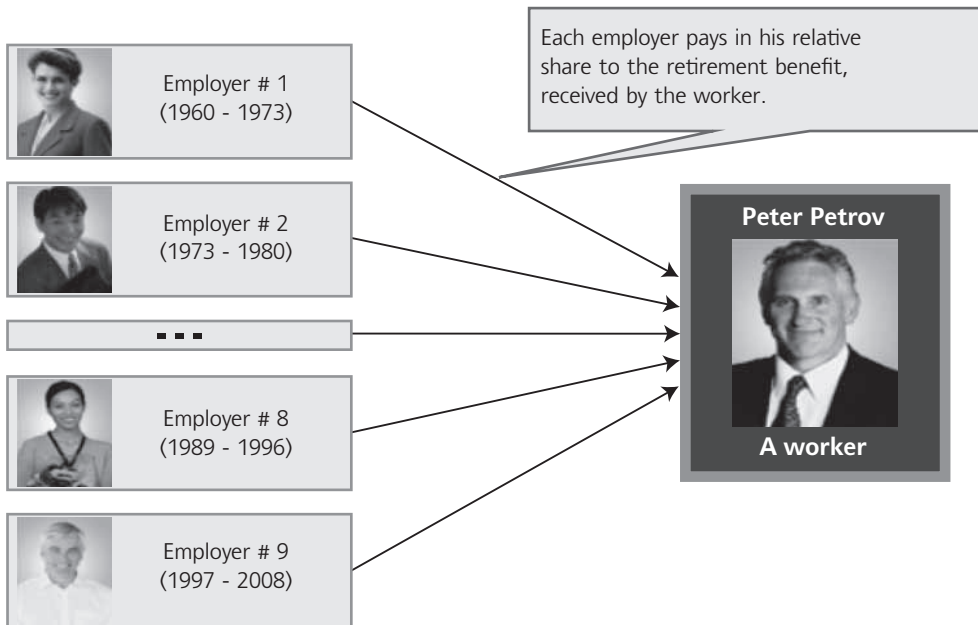 Each employer pays in his relative
share to the retirement benefit,
received by the worker.
Employer # 1
(1960 - 1973)
Employer # 2
(1973 - 1980)
Peter Petrov
A worker
Employer # 8
(1989 - 1996)
Employer # 9
(1997 - 2008)